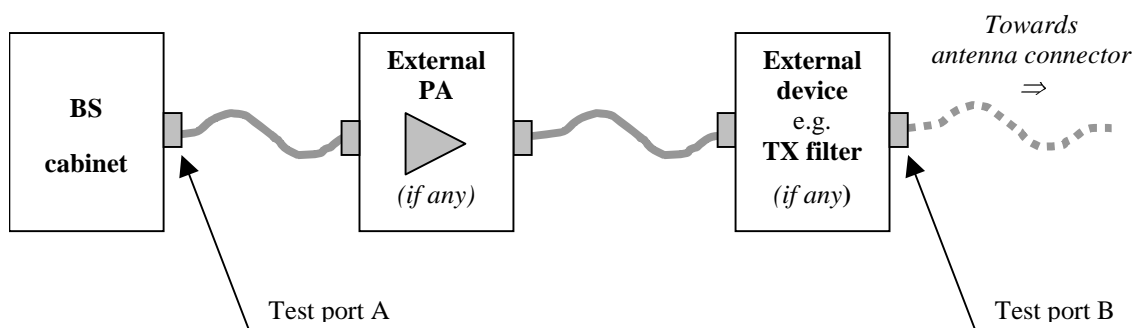 BS
cabinet
External
PA
(if any)
External
device
e.g.
TX filter
(if any)
Towards
antenna connector
⇒
Test port A
Test port B